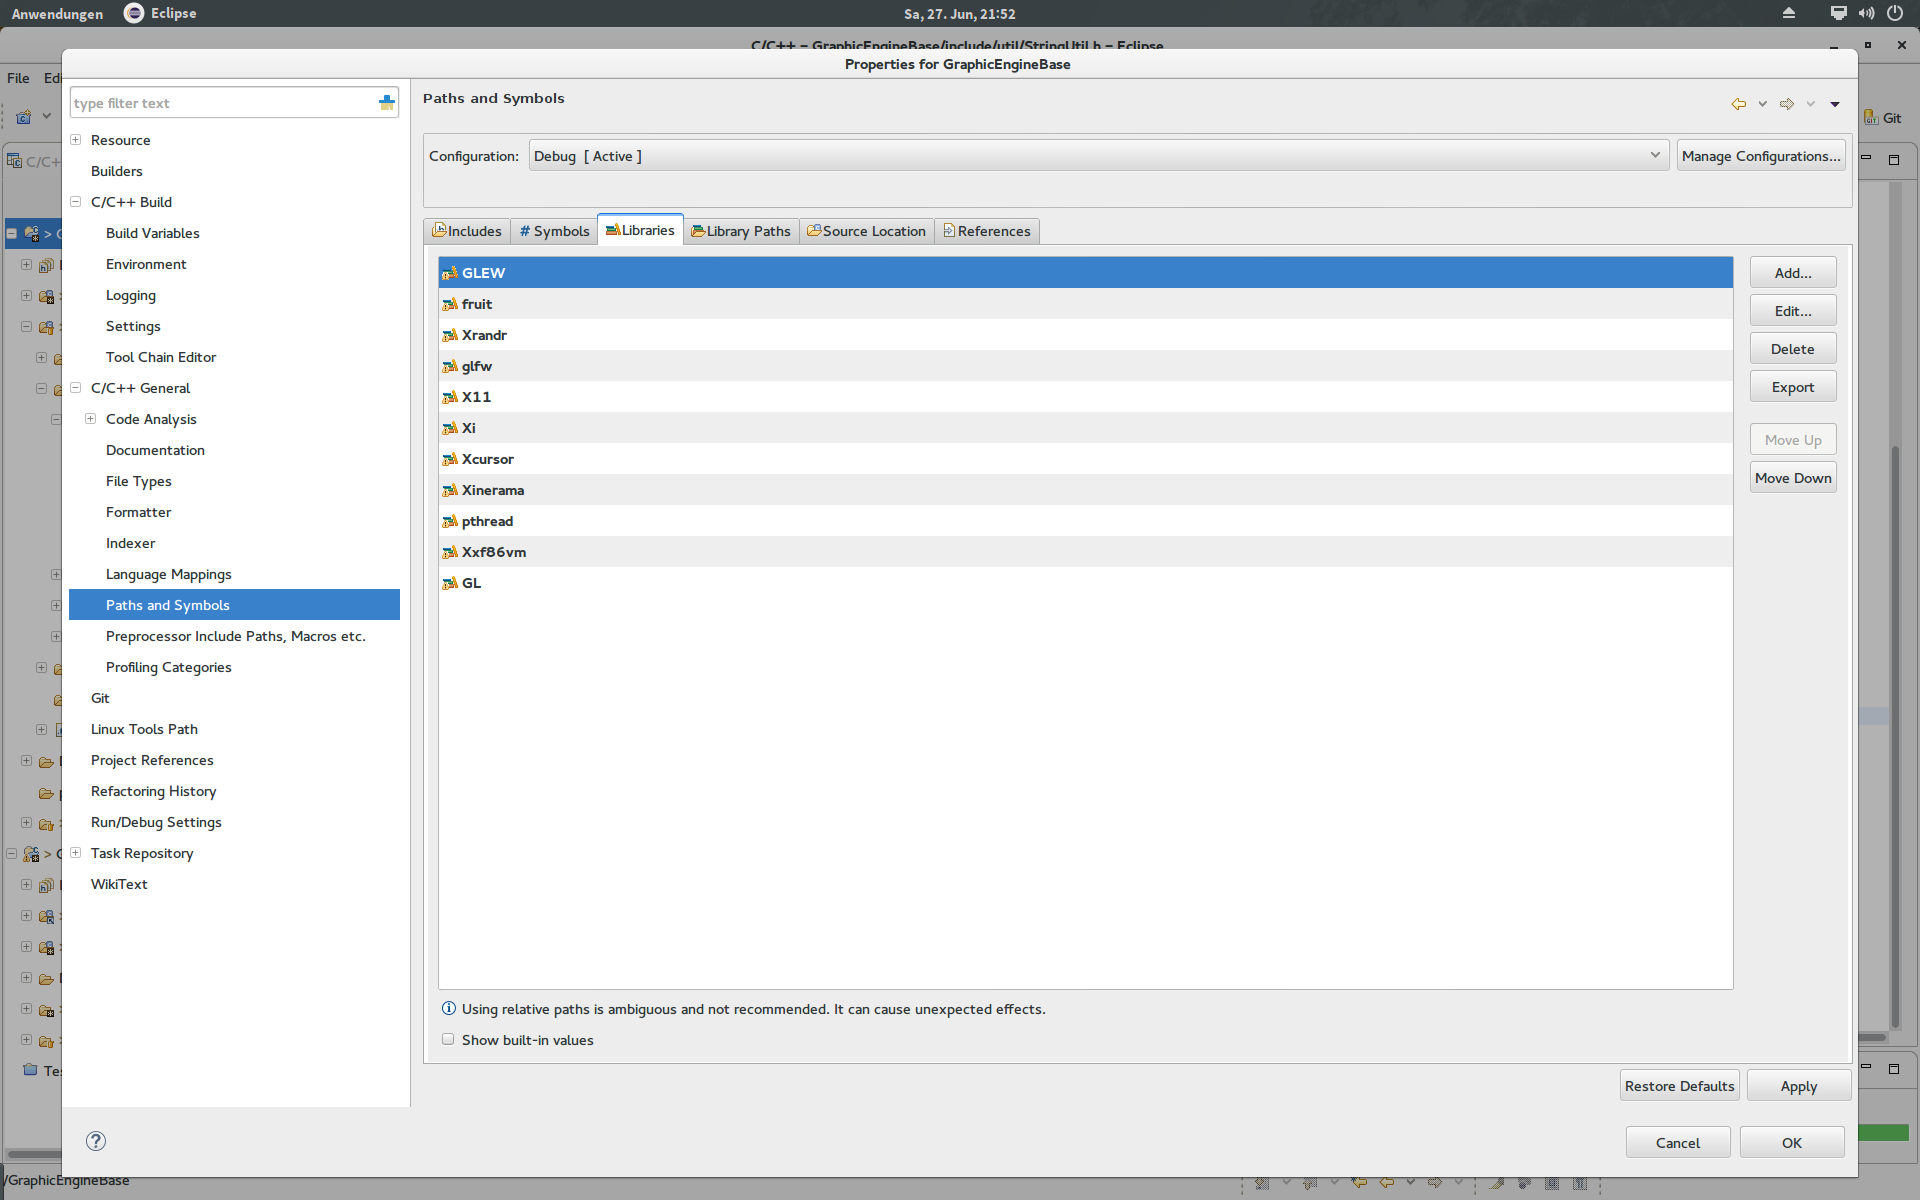 Anwendungen Eclipse Sa, 27. Jun, 21:52
C/C++ – GraphicEngineBase/include/util/StringUtil.h – Eclipse
Properties for GraphicEngineBase
File Edi
type filter text
Resource
Builders
C/C++ Build
Build Variables
Environment
Logging
Settings
Tool Chain Editor
C/C++ General
Code Analysis
Documentation
File Types
Formatter
Indexer
Language Mappings
Paths and Symbols
Preprocessor Include Paths, Macros etc.
Profiling Categories
Git
Linux Tools Path
Project References
Refactoring History
Run/Debug Settings
Task Repository
WikiText
Paths and Symbols
Configuration: Debug [ Active ] Manage Configurations...
Includes # Symbols Libraries Library Paths Source Location References
GLEW
fruit
Xrandr
glfw
X11
Xi
Xcursor
Xinerama
pthread
Xxf86vm
GL
Add...
Edit...
Delete
Export
Move Up
Move Down
Using relative paths is ambiguous and not recommended. It can cause unexpected effects.
Show built-in values
Restore Defaults Apply
Cancel OK
Git
C/C++
Tes
/GraphicEngineBase